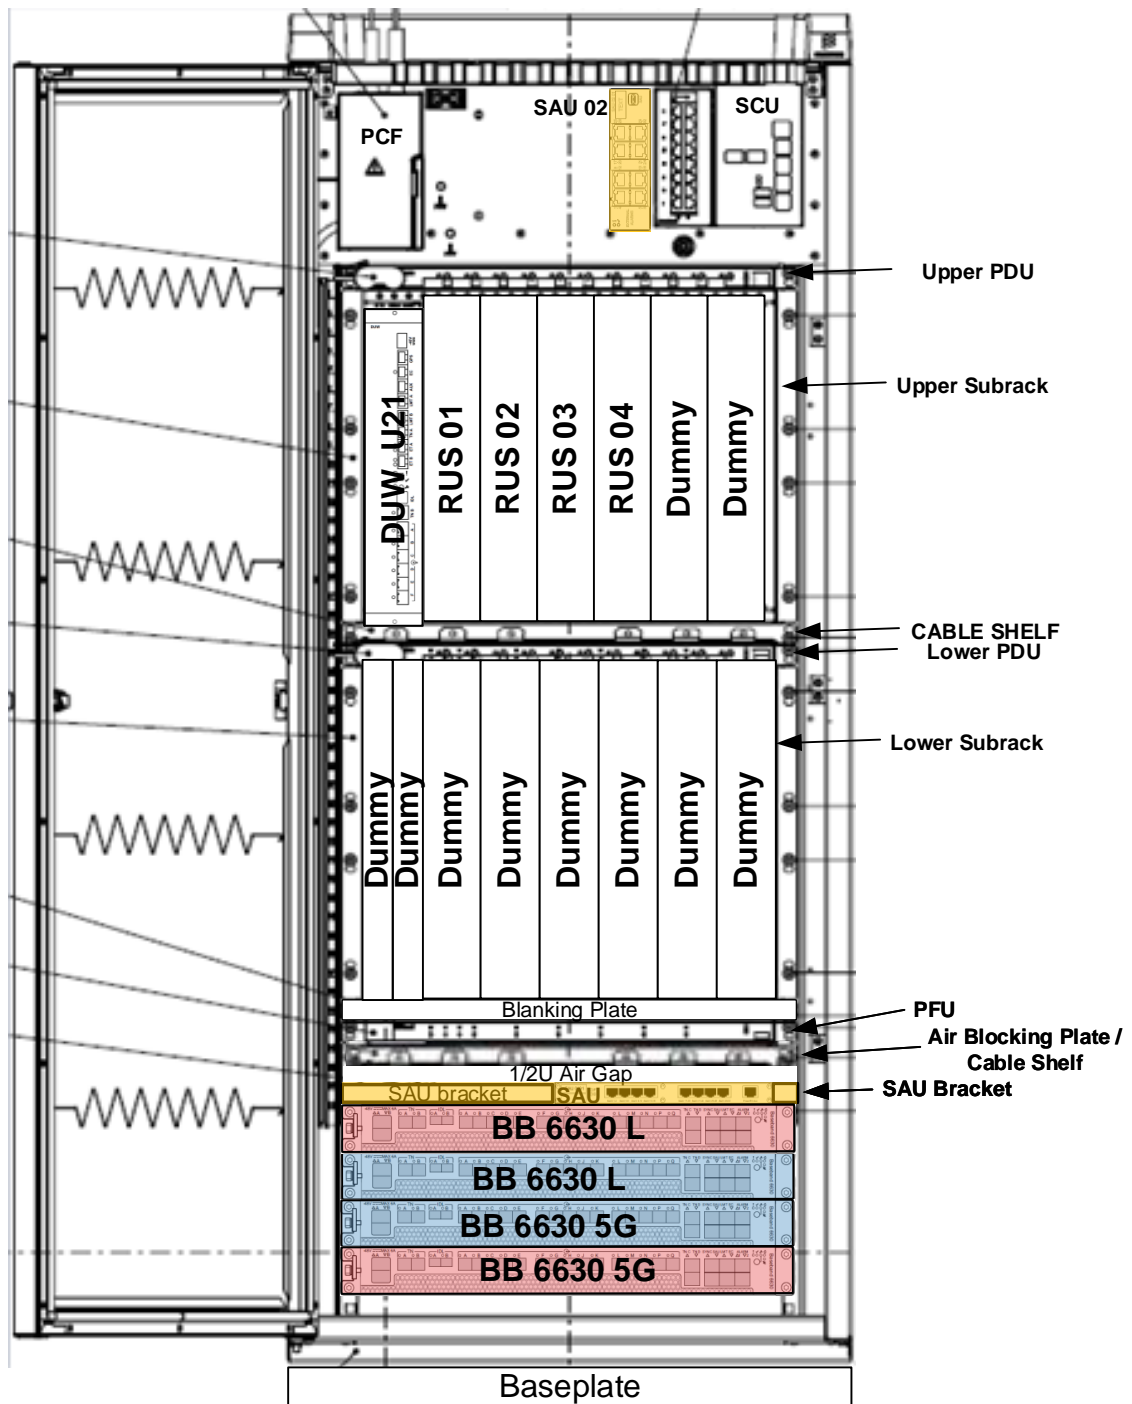 SAU 02
SCU
PCF
Upper PDU
Upper Subrack
DUW U21
RUS 01
RUS 02
RUS 03
RUS 04
Dummy
Dummy
CABLE SHELF
Lower PDU
Lower Subrack
Dummy
Dummy
Dummy
Dummy
Dummy
Dummy
Dummy
Dummy
Blanking Plate
PFU
Air Blocking Plate /
Cable Shelf
1/2U Air Gap
SAU bracket
SAU
SAU Bracket
BB 6630 L
BB 6630 L
BB 6630 5G
BB 6630 5G
Baseplate